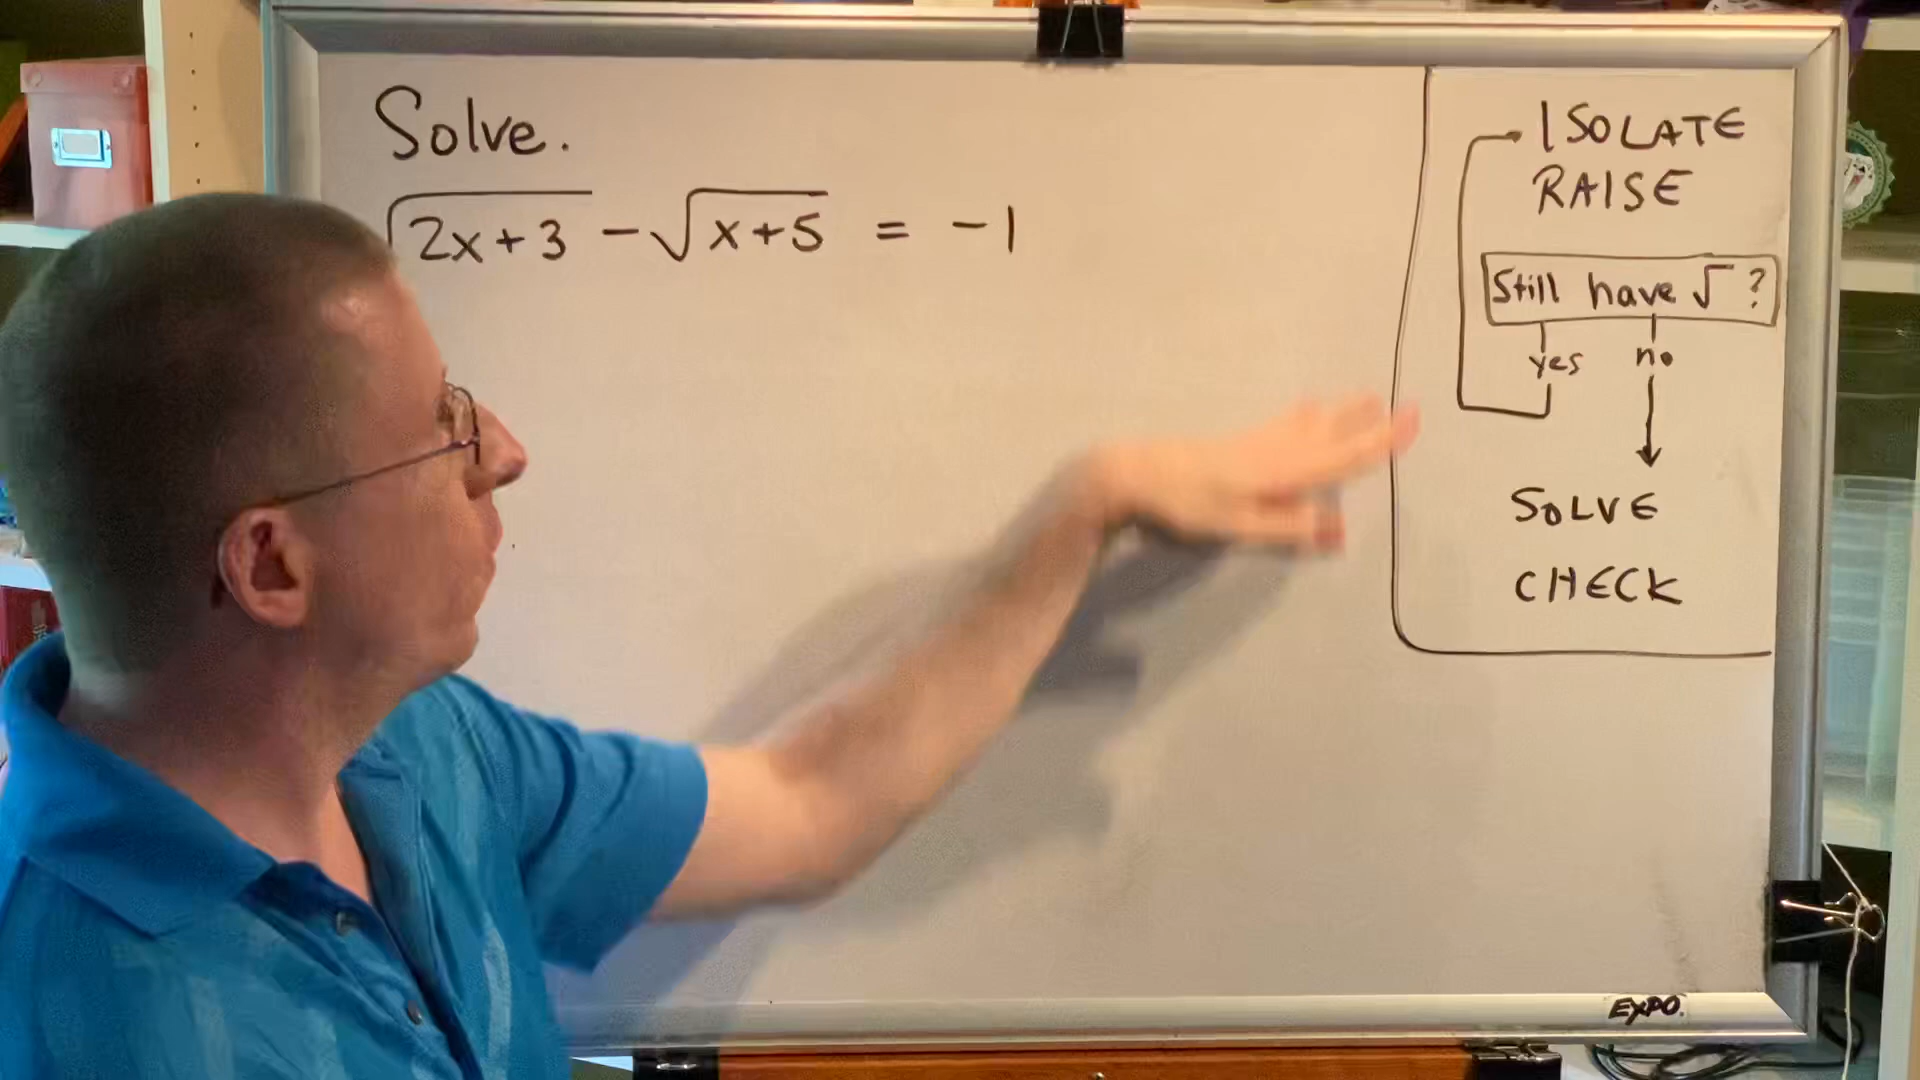 Solve.
√(2x+3) - √(x+5) = -1
ISOLATE
RAISE
Still have √ ?
yes no
SOLVE
CHECK
EXPO.